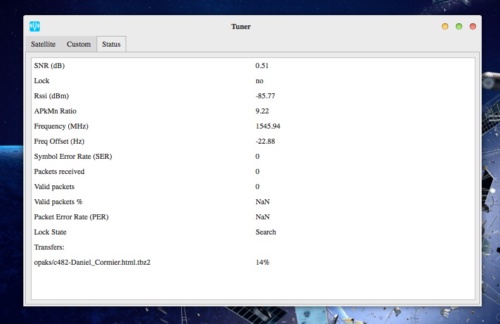 Tuner
Satellite Custom Status
SNR (dB) 0.51
Lock no
Rssi (dBm) -85.77
APkMn Ratio 9.22
Frequency (MHz) 1545.94
Freq Offset (Hz) -22.88
Symbol Error Rate (SER) 0
Packets received 0
Valid packets 0
Valid packets % NaN
Packet Error Rate (PER) NaN
Lock State Search
Transfers:
opaks/c482-Daniel_Cormier.html.tbz2 14%